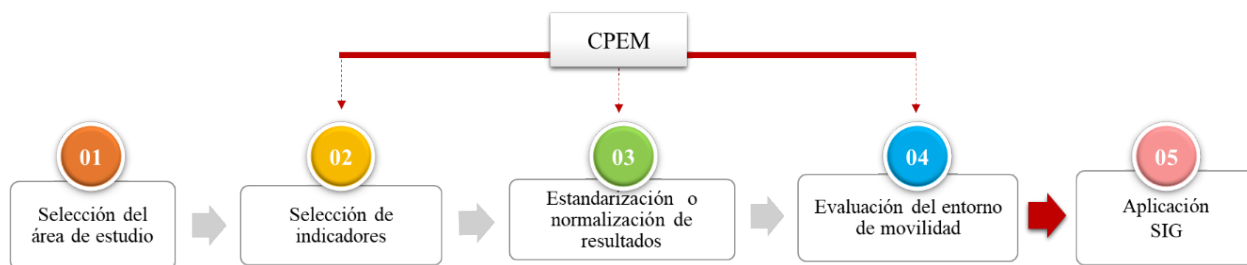 CPEM
01
Selección del
área de estudio
02
Selección de
indicadores
03
Estandarización o
normalización de
resultados
04
Evaluación del entorno
de movilidad
05
Aplicación
SIG